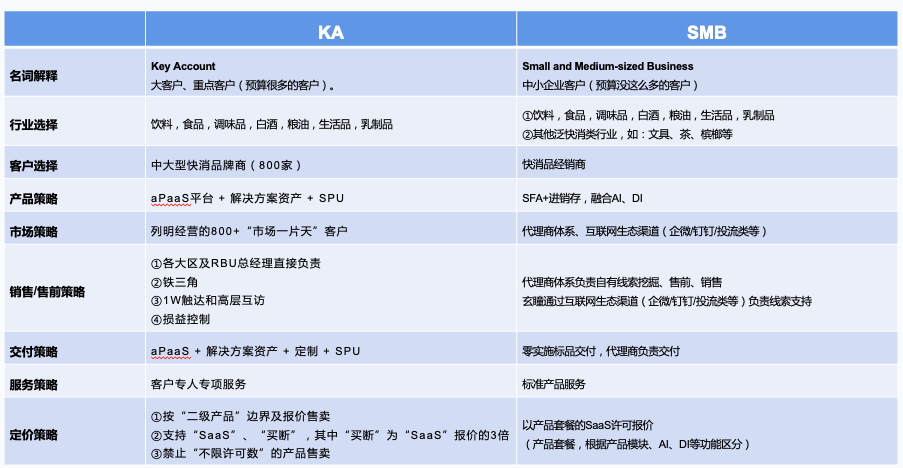 KA
SMB
名词解释
Key Account
大客户、重点客户（预算很多的客户）。
Small and Medium-sized Business
中小企业客户（预算没这么多的客户）
行业选择
饮料，食品，调味品，白酒，粮油，生活品，乳制品
①饮料，食品，调味品，白酒，粮油，生活品，乳制品
②其他泛快消类行业，如：文具、茶、槟榔等
客户选择
中大型快消品牌商（800家）
快消品经销商
产品策略
aPaaS平台 + 解决方案资产 + SPU
SFA+进销存，融合AI、DI
市场策略
列明经营的800+“市场一片天”客户
代理商体系、互联网生态渠道（企微/钉钉/投流类等）
销售/售前策略
①各大区及RBU总经理直接负责
②铁三角
③1W触达和高层互访
④损益控制
代理商体系负责自有线索挖掘、售前、销售
玄瞳通过互联网生态渠道（企微/钉钉/投流类等）负责线索支持
交付策略
aPaaS + 解决方案资产 + 定制 + SPU
零实施标品交付，代理商负责交付
服务策略
客户专人专项服务
标准产品服务
定价策略
①按“二级产品”边界及报价售卖
②支持“SaaS”、“买断”，其中“买断”为“SaaS”报价的3倍
③禁止“不限许可数”的产品售卖
以产品套餐的SaaS许可报价
（产品套餐，根据产品模块、AI、DI等功能区分）